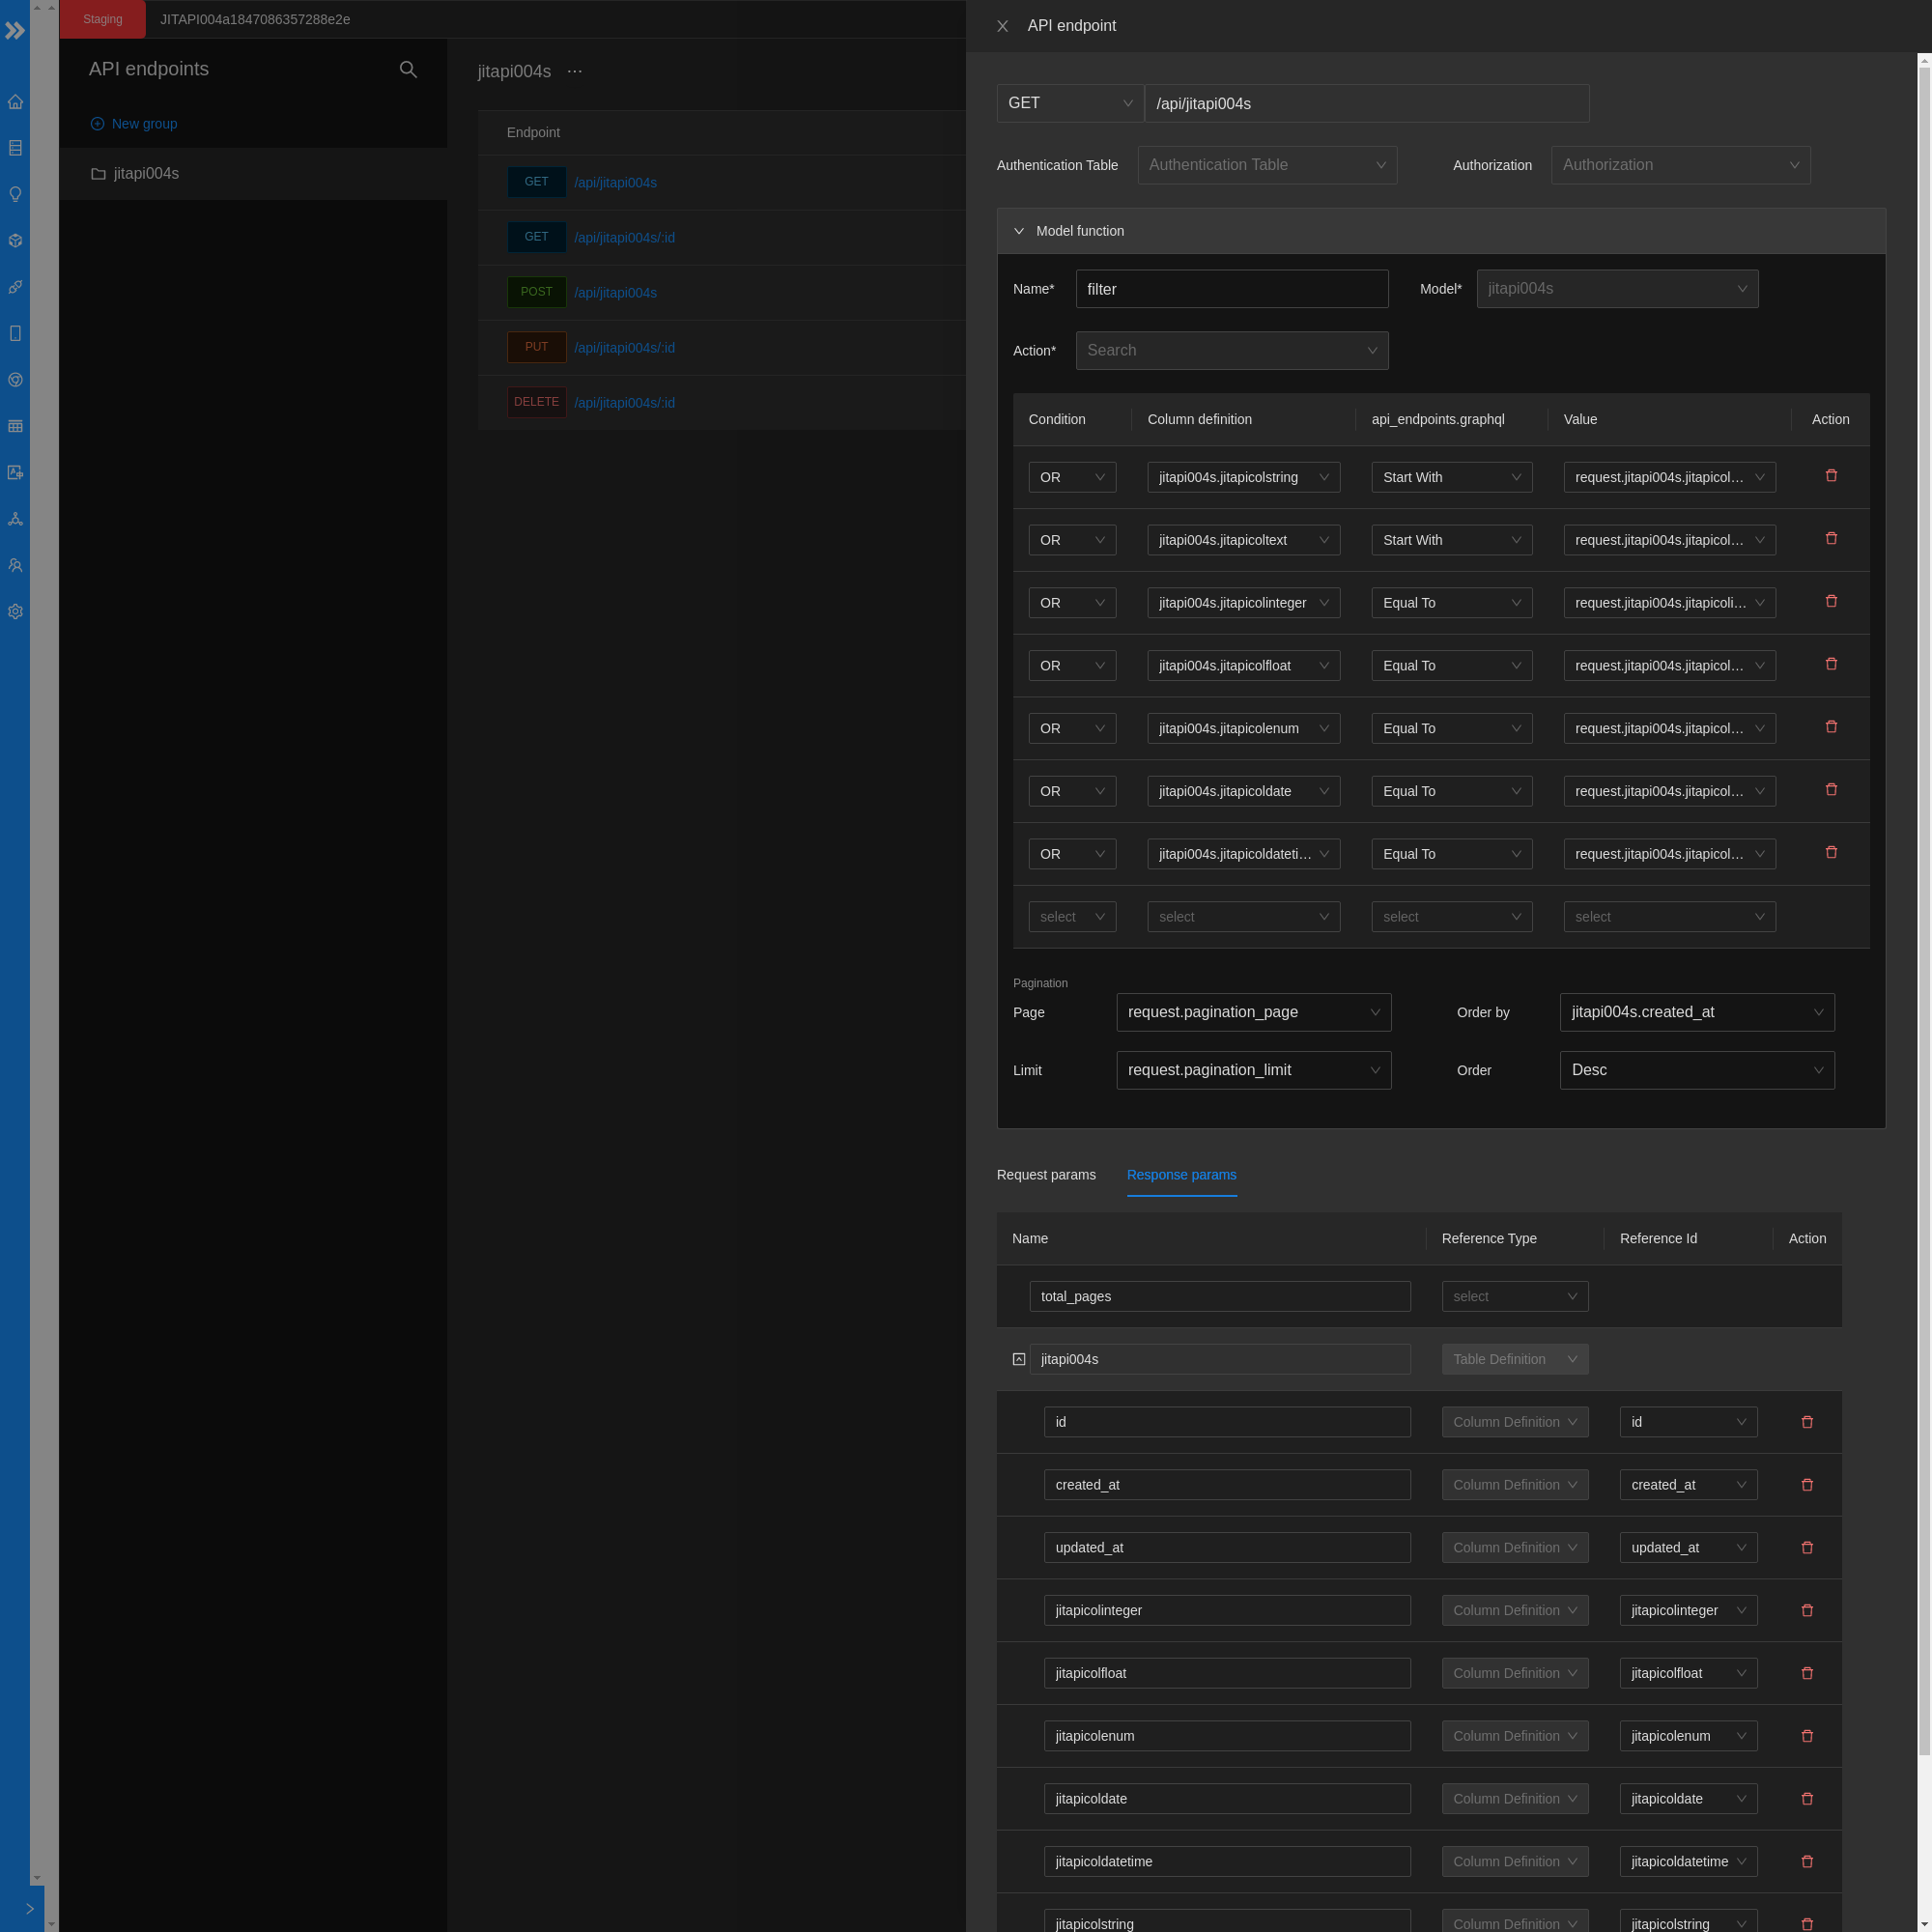 Staging
JITAPI004a1847086357288e2e
API endpoints
New group
jitapi004s
jitapi004s ...
Endpoint
GET /api/jitapi004s
GET /api/jitapi004s/:id
POST /api/jitapi004s
PUT /api/jitapi004s/:id
DELETE /api/jitapi004s/:id
API endpoint
GET /api/jitapi004s
Authentication Table Authentication Table Authorization Authorization
Model function
Name* filter Model* jitapi004s
Action* Search
Condition Column definition api_endpoints.graphql Value Action
OR jitapi004s.jitapicolstring Start With request.jitapi004s.jitapicol...
OR jitapi004s.jitapicoltext Start With request.jitapi004s.jitapicol...
OR jitapi004s.jitapicolinteger Equal To request.jitapi004s.jitapicoli...
OR jitapi004s.jitapicolfloat Equal To request.jitapi004s.jitapicol...
OR jitapi004s.jitapicolenum Equal To request.jitapi004s.jitapicol...
OR jitapi004s.jitapicoldate Equal To request.jitapi004s.jitapicol...
OR jitapi004s.jitapicoldateti... Equal To request.jitapi004s.jitapicol...
select select select select
Pagination
Page request.pagination_page Order by jitapi004s.created_at
Limit request.pagination_limit Order Desc
Request params Response params
Name Reference Type Reference Id Action
total_pages select
jitapi004s Table Definition
id Column Definition id
created_at Column Definition created_at
updated_at Column Definition updated_at
jitapicolinteger Column Definition jitapicolinteger
jitapicolfloat Column Definition jitapicolfloat
jitapicolenum Column Definition jitapicolenum
jitapicoldate Column Definition jitapicoldate
jitapicoldatetime Column Definition jitapicoldatetime
jitapicolstring Column Definition jitapicolstring